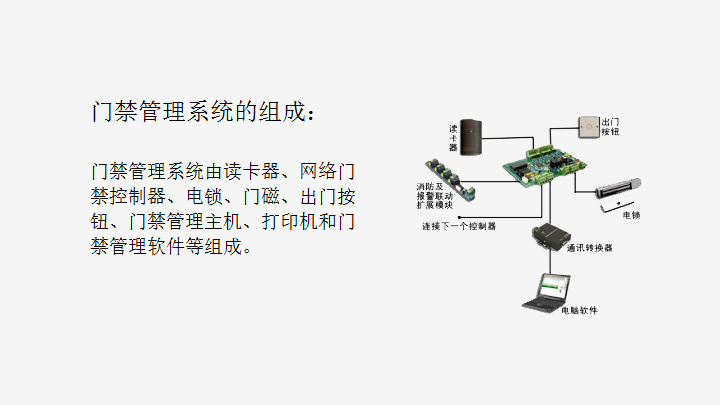 门禁管理系统的组成：
门禁管理系统由读卡器、网络门
禁控制器、电锁、门磁、出门按
钮、门禁管理主机、打印机和门
禁管理软件等组成。
读
卡
器
出门
按钮
消防及
报警联动
扩展模块
电锁
连接下一个控制器
通讯转换器
电脑软件